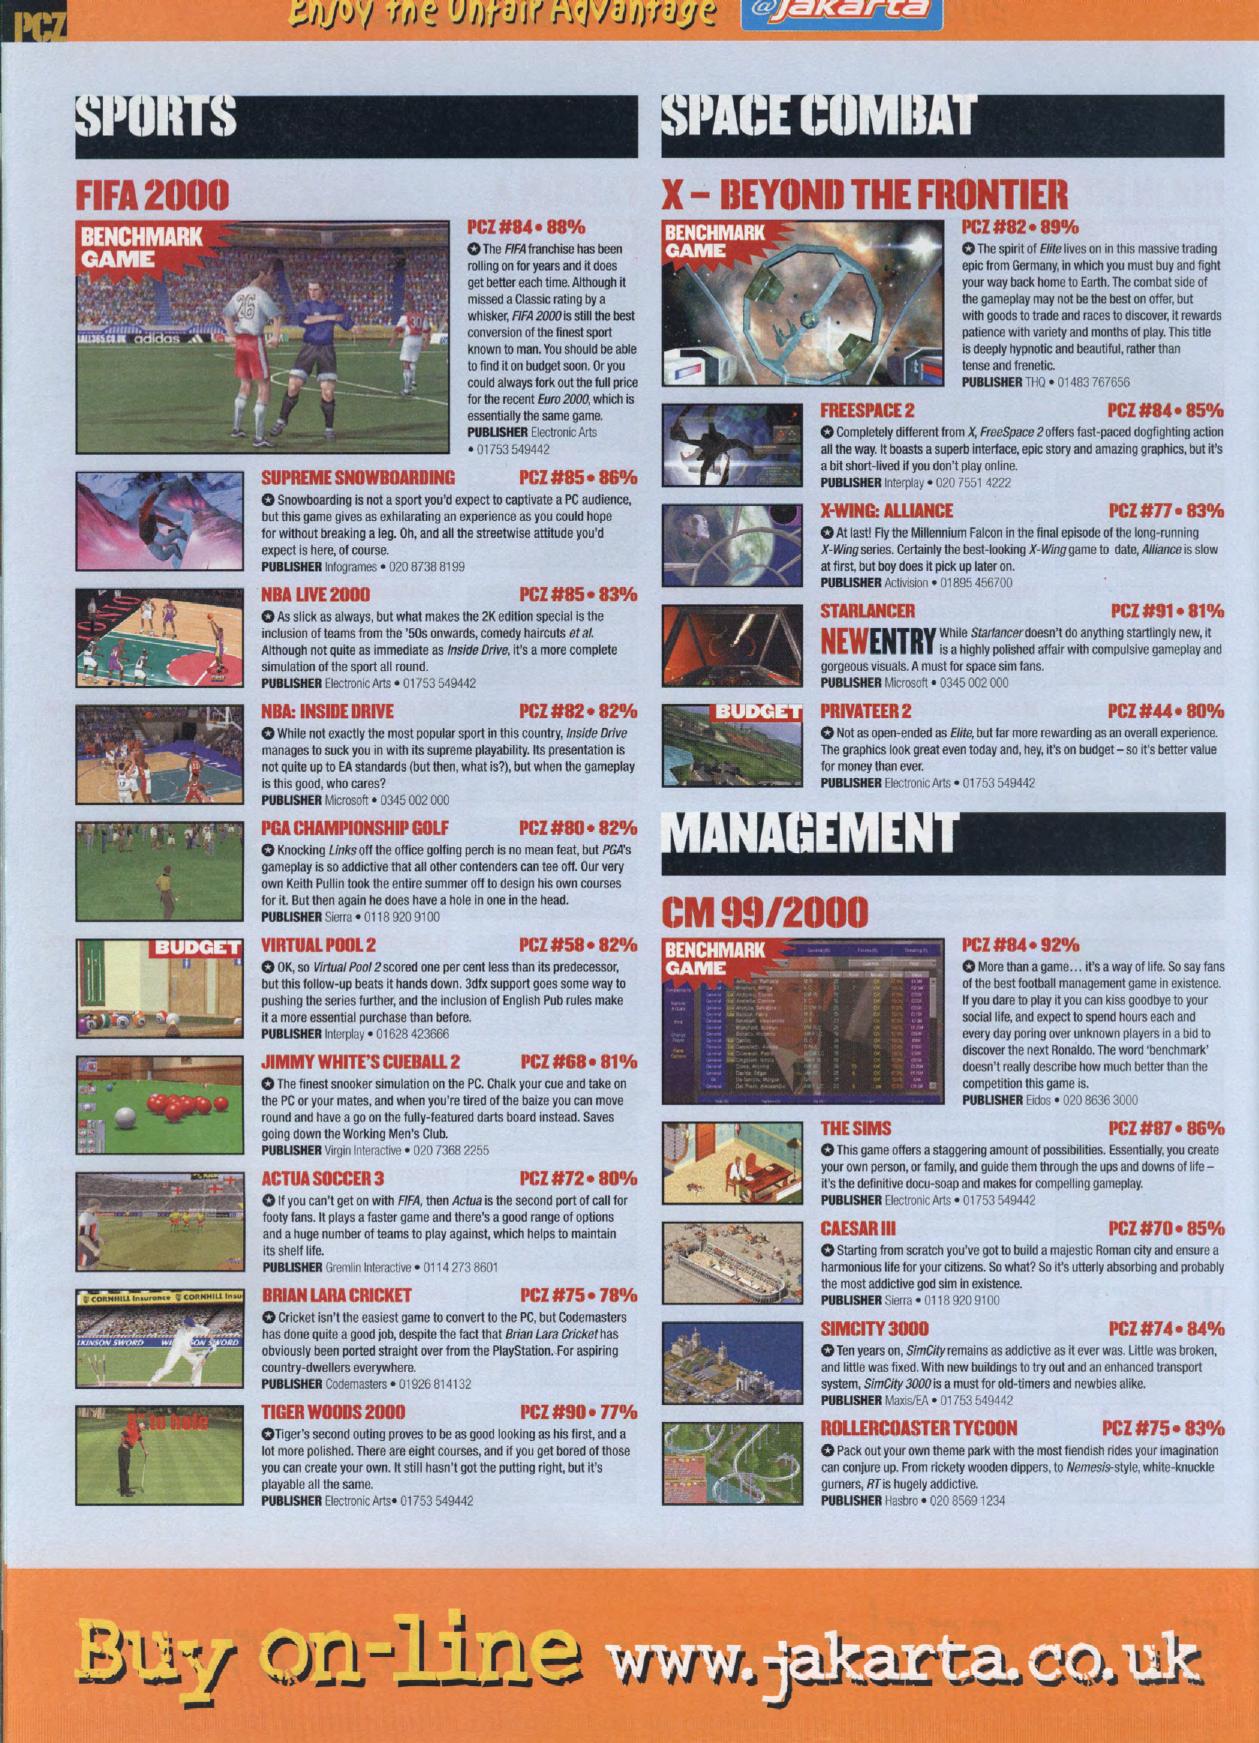 PCZ
Enjoy the Unfair Advantage
@jakarta
SPORTS
FIFA 2000
BENCHMARK
GAME
adidas
PCZ #84 • 88%
The FIFA franchise has been
rolling on for years and it does
get better each time. Although it
missed a Classic rating by a
whisker, FIFA 2000 is still the best
conversion of the finest sport
known to man. You should be able
to find it on budget soon. Or you
could always fork out the full price
for the recent Euro 2000, which is
essentially the same game.
PUBLISHER Electronic Arts
• 01753 549442
SUPREME SNOWBOARDING PCZ #85 • 86%
Snowboarding is not a sport you'd expect to captivate a PC audience,
but this game gives as exhilarating an experience as you could hope
for without breaking a leg. Oh, and all the streetwise attitude you'd
expect is here, of course.
PUBLISHER Infogrames • 020 8738 8199
NBA LIVE 2000 PCZ #85 • 83%
As slick as always, but what makes the 2K edition special is the
inclusion of teams from the '50s onwards, comedy haircuts et al.
Although not quite as immediate as Inside Drive, it's a more complete
simulation of the sport all round.
PUBLISHER Electronic Arts • 01753 549442
NBA: INSIDE DRIVE PCZ #82 • 82%
While not exactly the most popular sport in this country, Inside Drive
manages to suck you in with its supreme playability. Its presentation is
not quite up to EA standards (but then, what is?), but when the gameplay
is this good, who cares?
PUBLISHER Microsoft • 0345 002 000
PGA CHAMPIONSHIP GOLF PCZ #80 • 82%
Knocking Links off the office golfing perch is no mean feat, but PGA's
gameplay is so addictive that all other contenders can tee off. Our very
own Keith Pullin took the entire summer off to design his own courses
for it. But then again he does have a hole in one in the head.
PUBLISHER Sierra • 0118 920 9100
BUDGET
VIRTUAL POOL 2 PCZ #58 • 82%
OK, so Virtual Pool 2 scored one per cent less than its predecessor,
but this follow-up beats it hands down. 3dfx support goes some way to
pushing the series further, and the inclusion of English Pub rules make
it a more essential purchase than before.
PUBLISHER Interplay • 01628 423666
JIMMY WHITE'S CUEBALL 2 PCZ #68 • 81%
The finest snooker simulation on the PC. Chalk your cue and take on
the PC or your mates, and when you're tired of the baize you can move
round and have a go on the fully-featured darts board instead. Saves
going down the Working Men's Club.
PUBLISHER Virgin Interactive • 020 7368 2255
ACTUA SOCCER 3 PCZ #72 • 80%
If you can't get on with FIFA, then Actua is the second port of call for
footy fans. It plays a faster game and there's a good range of options
and a huge number of teams to play against, which helps to maintain
its shelf life.
PUBLISHER Gremlin Interactive • 0114 273 8601
CORNHILL Insurance CORNHILL Insu
BRIAN LARA CRICKET PCZ #75 • 78%
Cricket isn't the easiest game to convert to the PC, but Codemasters
has done quite a good job, despite the fact that Brian Lara Cricket has
obviously been ported straight over from the PlayStation. For aspiring
country-dwellers everywhere.
PUBLISHER Codemasters • 01926 814132
TIGER WOODS 2000 PCZ #90 • 77%
Tiger's second outing proves to be as good looking as his first, and a
lot more polished. There are eight courses, and if you get bored of those
you can create your own. It still hasn't got the putting right, but it's
playable all the same.
PUBLISHER Electronic Arts• 01753 549442
SPACE COMBAT
X – BEYOND THE FRONTIER
BENCHMARK
GAME
PCZ #82 • 89%
The spirit of Elite lives on in this massive trading
epic from Germany, in which you must buy and fight
your way back home to Earth. The combat side of
the gameplay may not be the best on offer, but
with goods to trade and races to discover, it rewards
patience with variety and months of play. This title
is deeply hypnotic and beautiful, rather than
tense and frenetic.
PUBLISHER THQ • 01483 767656
FREESPACE 2 PCZ #84 • 85%
Completely different from X, FreeSpace 2 offers fast-paced dogfighting action
all the way. It boasts a superb interface, epic story and amazing graphics, but it's
a bit short-lived if you don't play online.
PUBLISHER Interplay • 020 7551 4222
X-WING: ALLIANCE PCZ #77 • 83%
At last! Fly the Millennium Falcon in the final episode of the long-running
X-Wing series. Certainly the best-looking X-Wing game to date, Alliance is slow
at first, but boy does it pick up later on.
PUBLISHER Activision • 01895 456700
STARLANCER PCZ #91 • 81%
NEW ENTRY While Starlancer doesn't do anything startlingly new, it
is a highly polished affair with compulsive gameplay and
gorgeous visuals. A must for space sim fans.
PUBLISHER Microsoft • 0345 002 000
BUDGET
PRIVATEER 2 PCZ #44 • 80%
Not as open-ended as Elite, but far more rewarding as an overall experience.
The graphics look great even today and, hey, it's on budget – so it's better value
for money than ever.
PUBLISHER Electronic Arts • 01753 549442
MANAGEMENT
CM 99/2000
BENCHMARK
GAME
PCZ #84 • 92%
More than a game… it's a way of life. So say fans
of the best football management game in existence.
If you dare to play it you can kiss goodbye to your
social life, and expect to spend hours each and
every day poring over unknown players in a bid to
discover the next Ronaldo. The word 'benchmark'
doesn't really describe how much better than the
competition this game is.
PUBLISHER Eidos • 020 8636 3000
THE SIMS PCZ #87 • 86%
This game offers a staggering amount of possibilities. Essentially, you create
your own person, or family, and guide them through the ups and downs of life –
it's the definitive docu-soap and makes for compelling gameplay.
PUBLISHER Electronic Arts • 01753 549442
CAESAR III PCZ #70 • 85%
Starting from scratch you've got to build a majestic Roman city and ensure a
harmonious life for your citizens. So what? So it's utterly absorbing and probably
the most addictive god sim in existence.
PUBLISHER Sierra • 0118 920 9100
SIMCITY 3000 PCZ #74 • 84%
Ten years on, SimCity remains as addictive as it ever was. Little was broken,
and little was fixed. With new buildings to try out and an enhanced transport
system, SimCity 3000 is a must for old-timers and newbies alike.
PUBLISHER Maxis/EA • 01753 549442
ROLLERCOASTER TYCOON PCZ #75 • 83%
Pack out your own theme park with the most fiendish rides your imagination
can conjure up. From rickety wooden dippers, to Nemesis-style, white-knuckle
gurners, RT is hugely addictive.
PUBLISHER Hasbro • 020 8569 1234
Buy on-line www.jakarta.co.uk